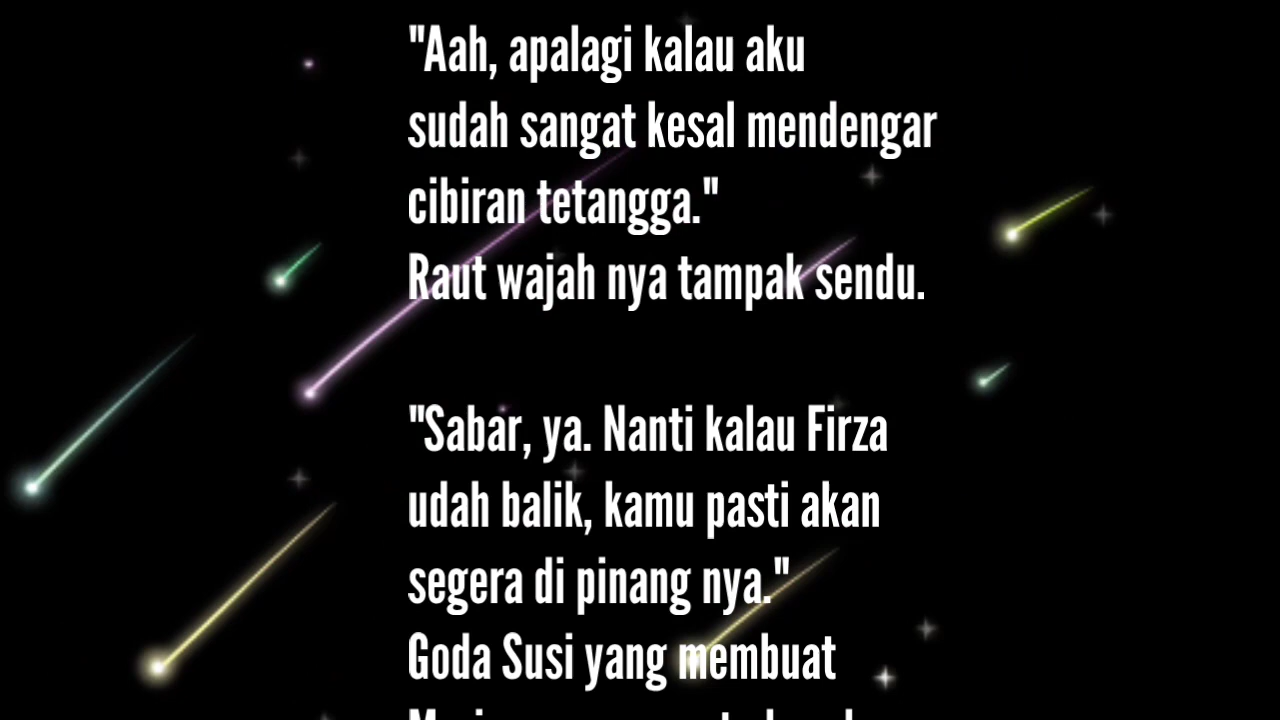 "Aah, apalagi kalau aku
sudah sangat kesal mendengar
cibiran tetangga."
Raut wajah nya tampak sendu.
"Sabar, ya. Nanti kalau Firza
udah balik, kamu pasti akan
segera di pinang nya."
Goda Susi yang membuat